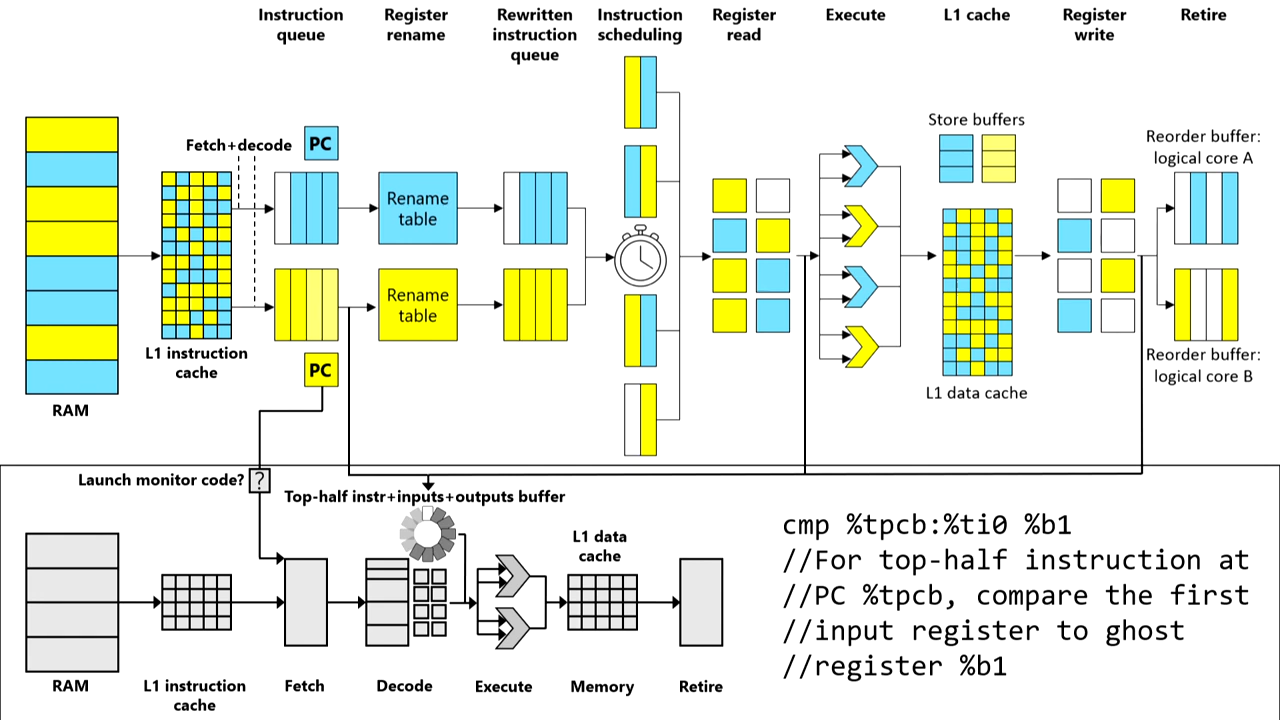 Instruction
queue
Register
rename
Rewritten
instruction
queue
Instruction
scheduling
Register
read
Execute
L1 cache
Register
write
Retire
Fetch+decode
PC
Rename
table
Rename
table
PC
L1 instruction
cache
RAM
Store buffers
L1 data cache
Reorder buffer:
logical core A
Reorder buffer:
logical core B
Launch monitor code?
?
Top-half instr+inputs+outputs buffer
L1 data
cache
RAM
L1 instruction
cache
Fetch
Decode
Execute
Memory
Retire
cmp %tpcb:%ti0 %b1
//For top-half instruction at
//PC %tpcb, compare the first
//input register to ghost
//register %b1